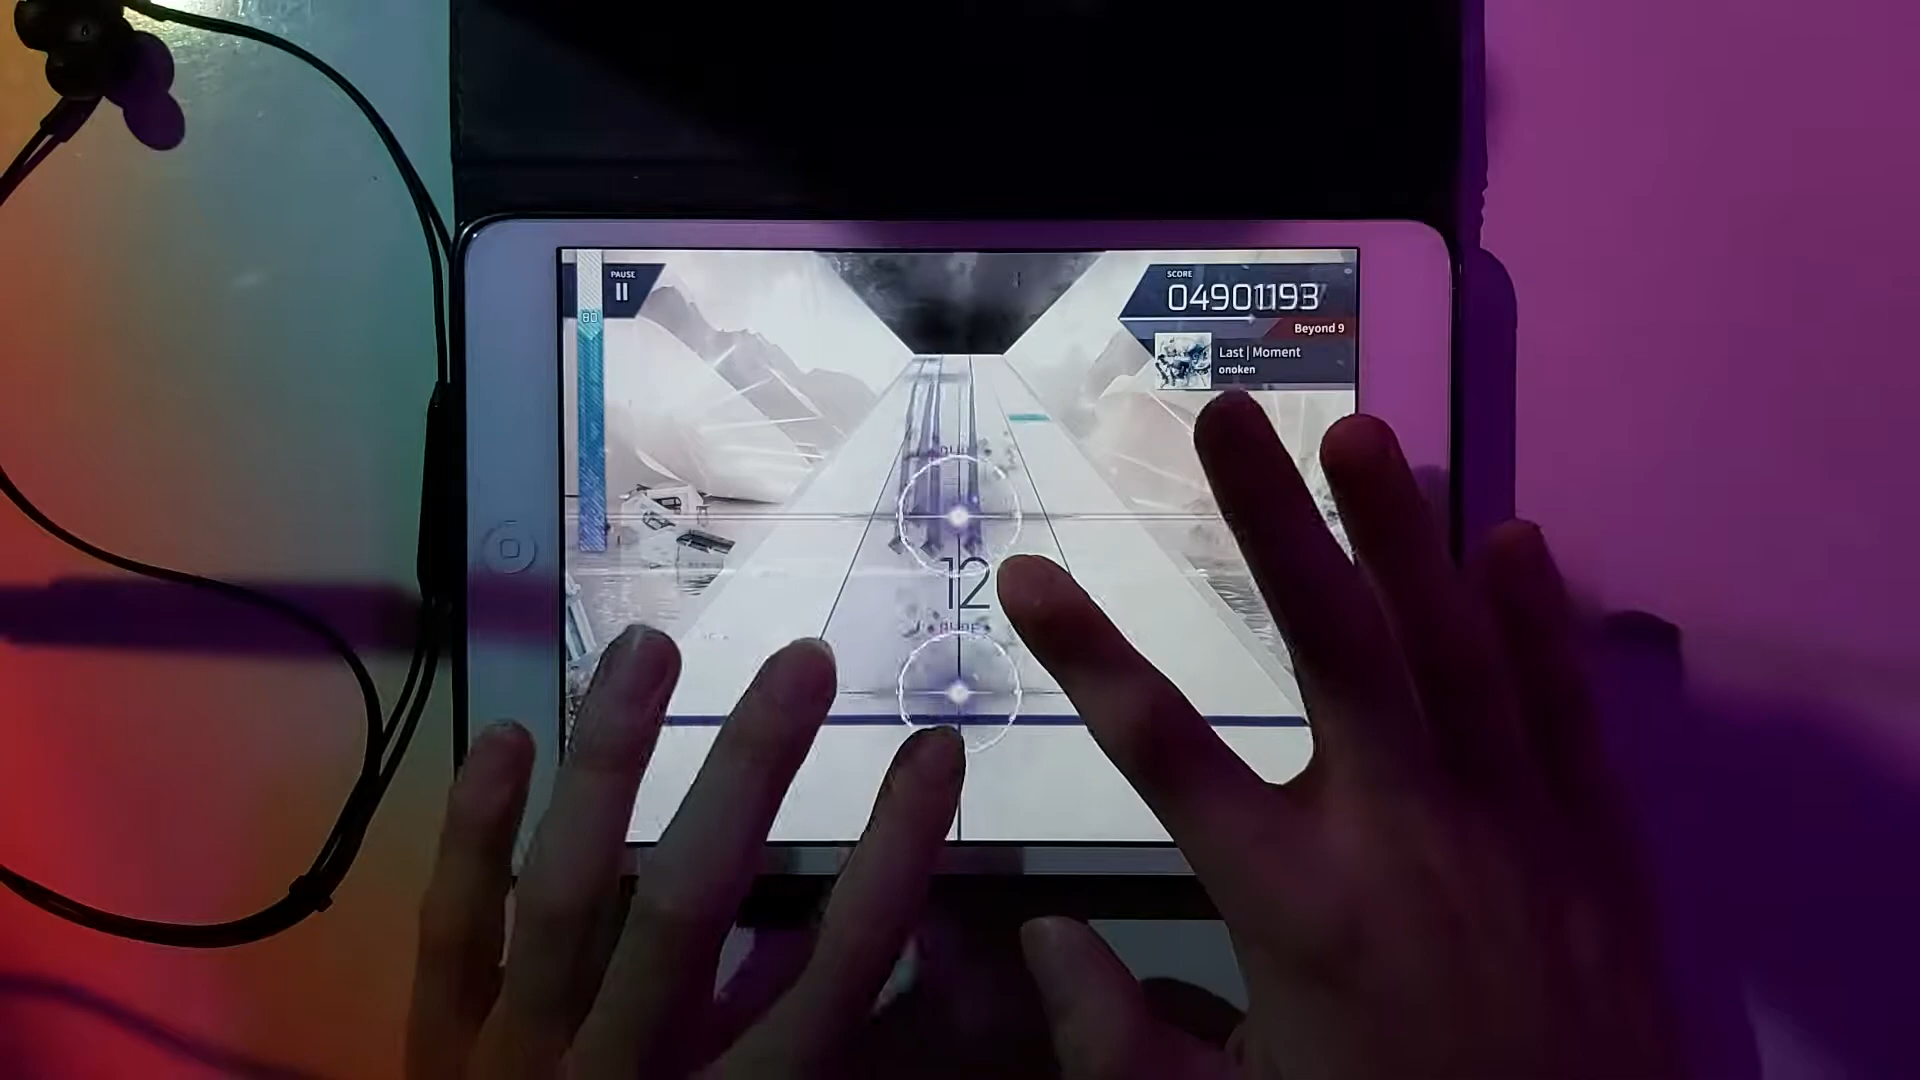 PAUSE
80
SCORE
04901193
Beyond 9
Last | Moment
onoken
12